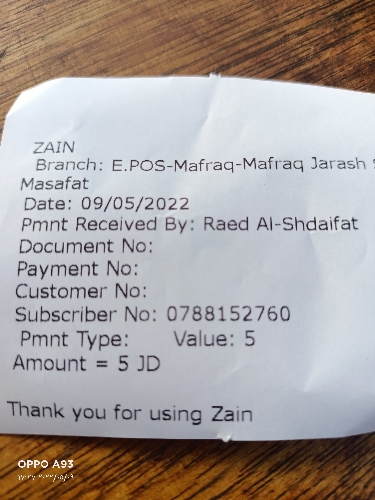 ZAIN
Branch: E.POS-Mafraq-Mafraq Jarash
Masafat
Date: 09/05/2022
Pmnt Received By: Raed Al-Shdaifat
Document No:
Payment No:
Customer No:
Subscriber No: 0788152760
Pmnt Type: Value: 5
Amount = 5 JD
Thank you for using Zain
OPPO A93